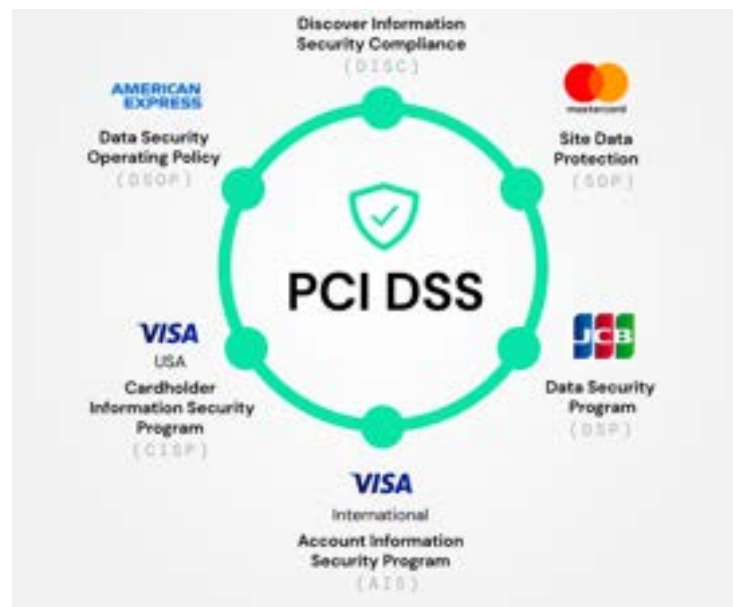 Discover Information
Security Compliance
(DISC)
AMERICAN
EXPRESS
Data Security
Operating Policy
(DSOP)
mastercard
Site Data
Protection
(SDP)
PCI DSS
VISA
USA
Cardholder
Information Security
Program
(CISP)
JCB
Data Security
Program
(DSP)
VISA
International
Account Information
Security Program
(AIS)